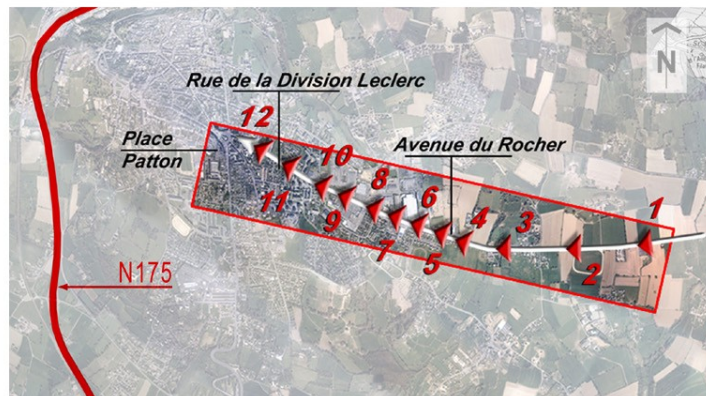 N
Rue de la Division Leclerc
12
Place
Patton
10
Avenue du Rocher
8
6
11
9
4
3
1
7
5
2
N175